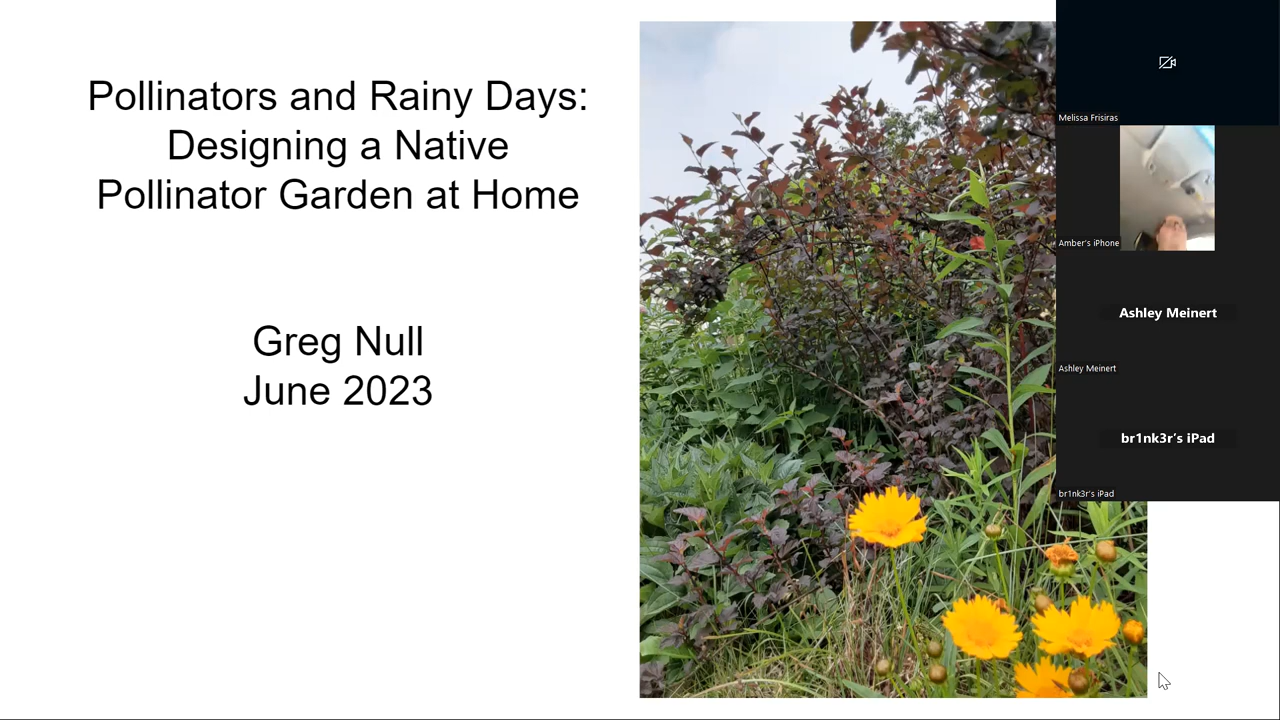 Pollinators and Rainy Days:
Designing a Native
Pollinator Garden at Home
Greg Null
June 2023
Melissa Frisiras
Amber's iPhone
Ashley Meinert
Ashley Meinert
br1nk3r's iPad
br1nk3r's iPad